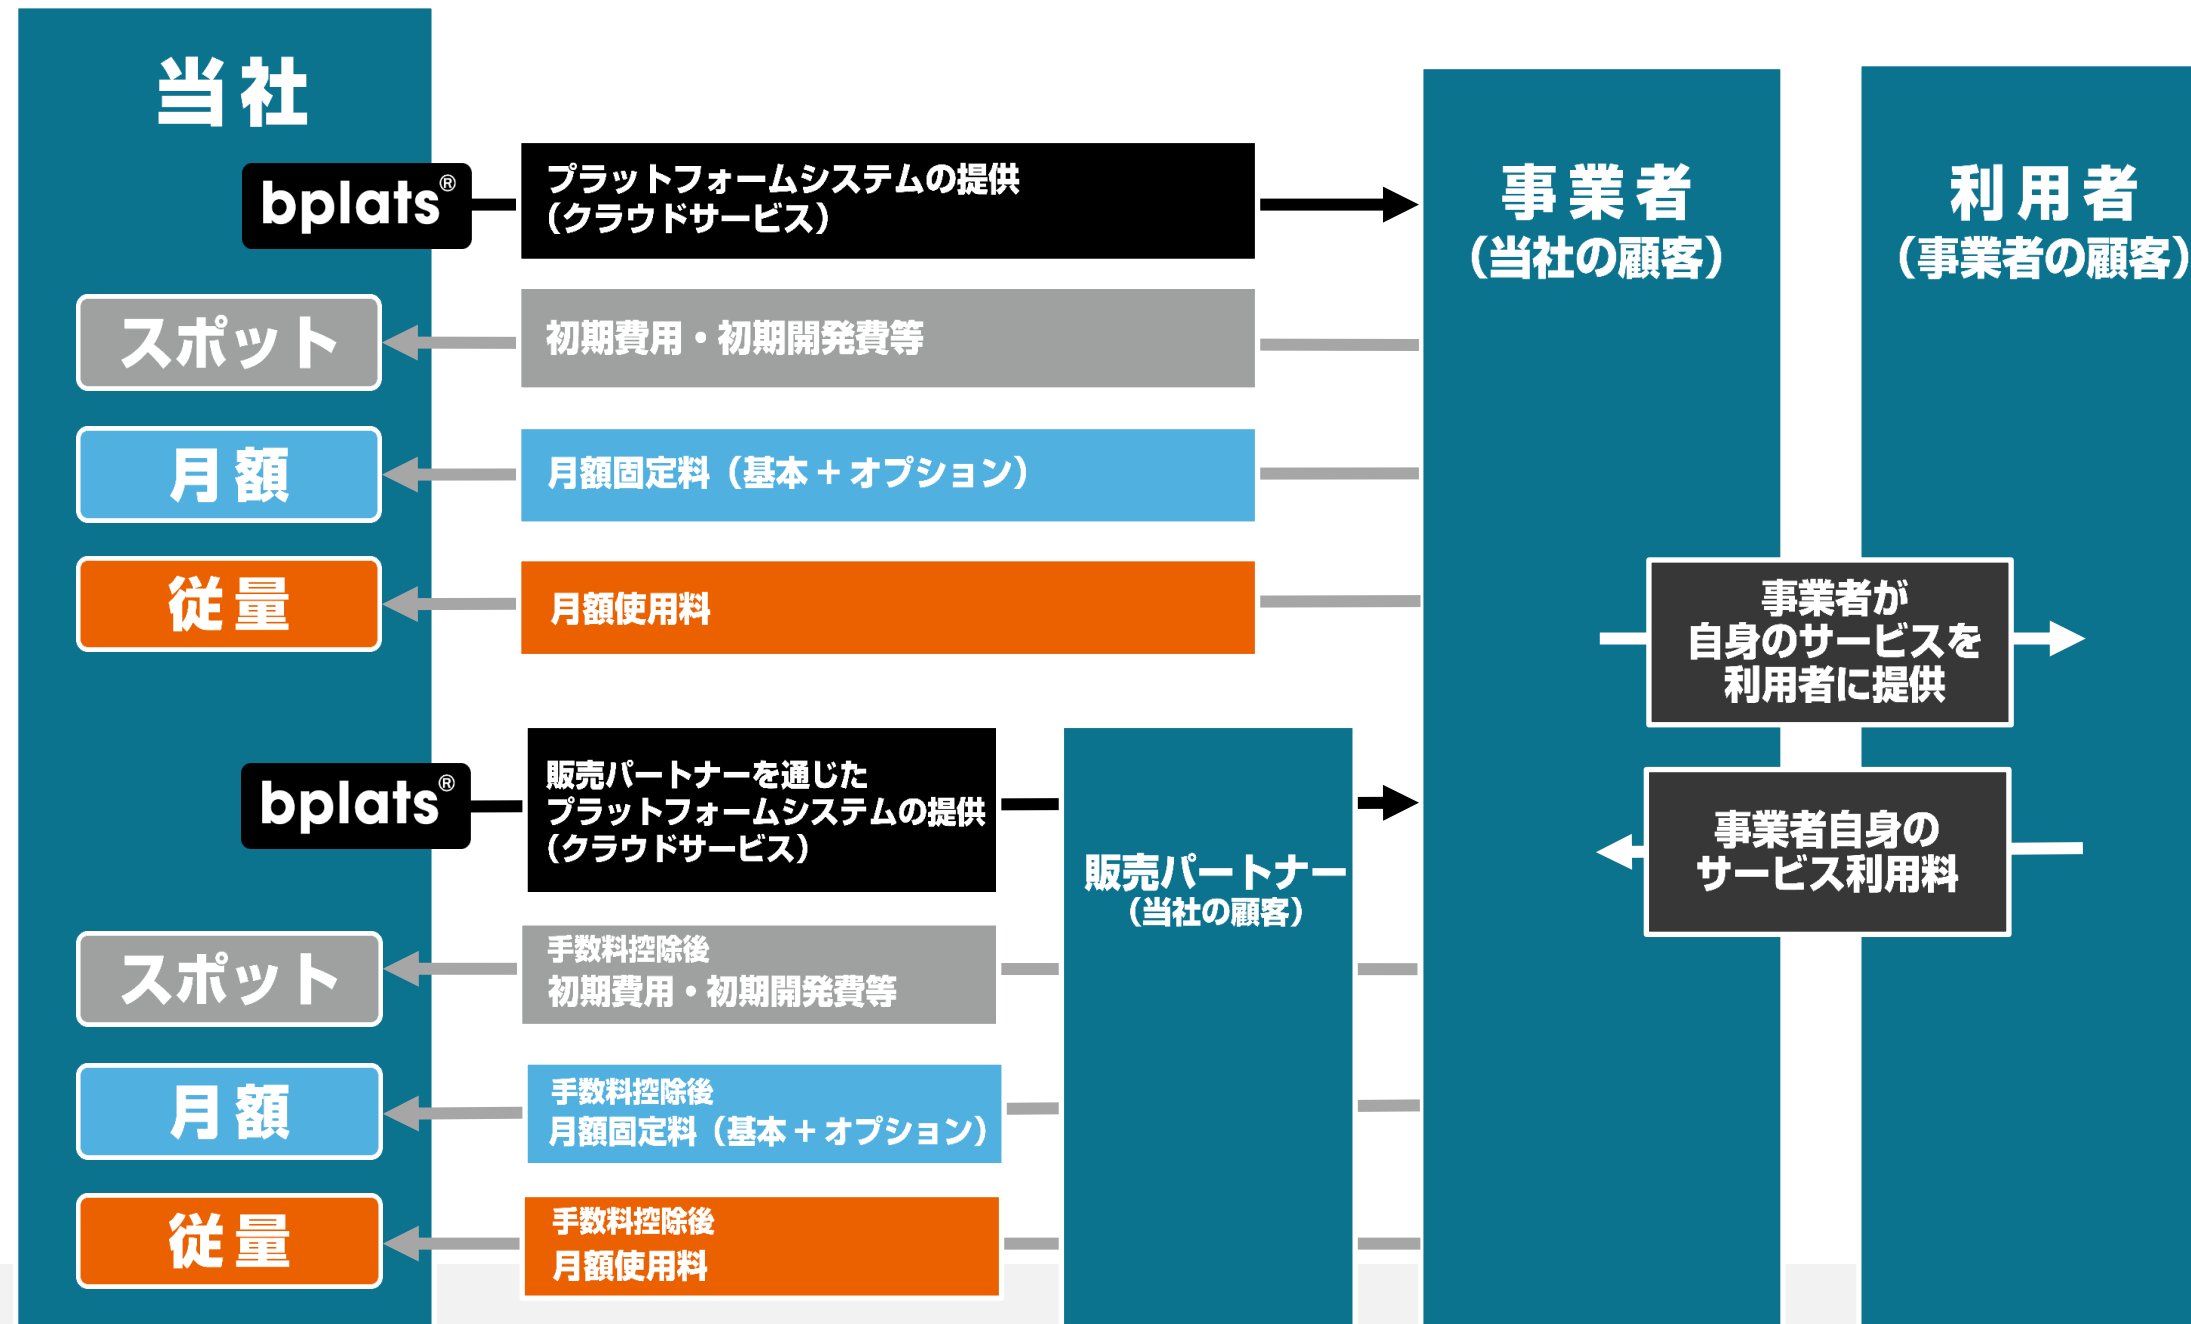 当社
bplats®
プラットフォームシステムの提供
（クラウドサービス）
スポット
初期費用・初期開発費等
月額
月額固定料（基本+オプション）
従量
月額使用料
事業者
（当社の顧客）
利用者
（事業者の顧客）
事業者が
自身のサービスを
利用者に提供
事業者自身の
サービス利用料
bplats®
販売パートナーを通じた
プラットフォームシステムの提供
（クラウドサービス）
販売パートナー
（当社の顧客）
スポット
手数料控除後
初期費用・初期開発費等
月額
手数料控除後
月額固定料（基本+オプション）
従量
手数料控除後
月額使用料